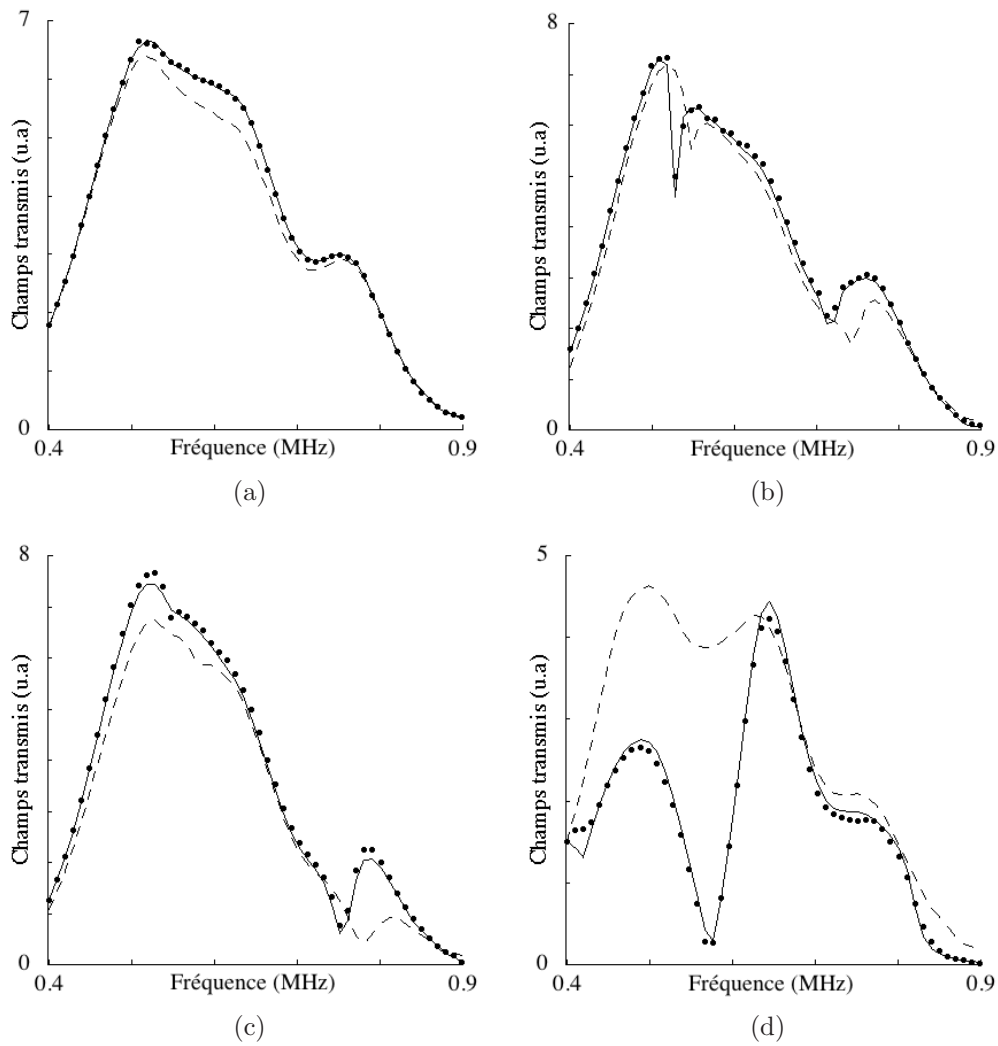 7
Champs transmis (u.a)
0
0.4
Fréquence (MHz)
0.9
(a)
8
Champs transmis (u.a)
0
0.4
Fréquence (MHz)
0.9
(b)
8
Champs transmis (u.a)
0
0.4
Fréquence (MHz)
0.9
(c)
5
Champs transmis (u.a)
0
0.4
Fréquence (MHz)
0.9
(d)